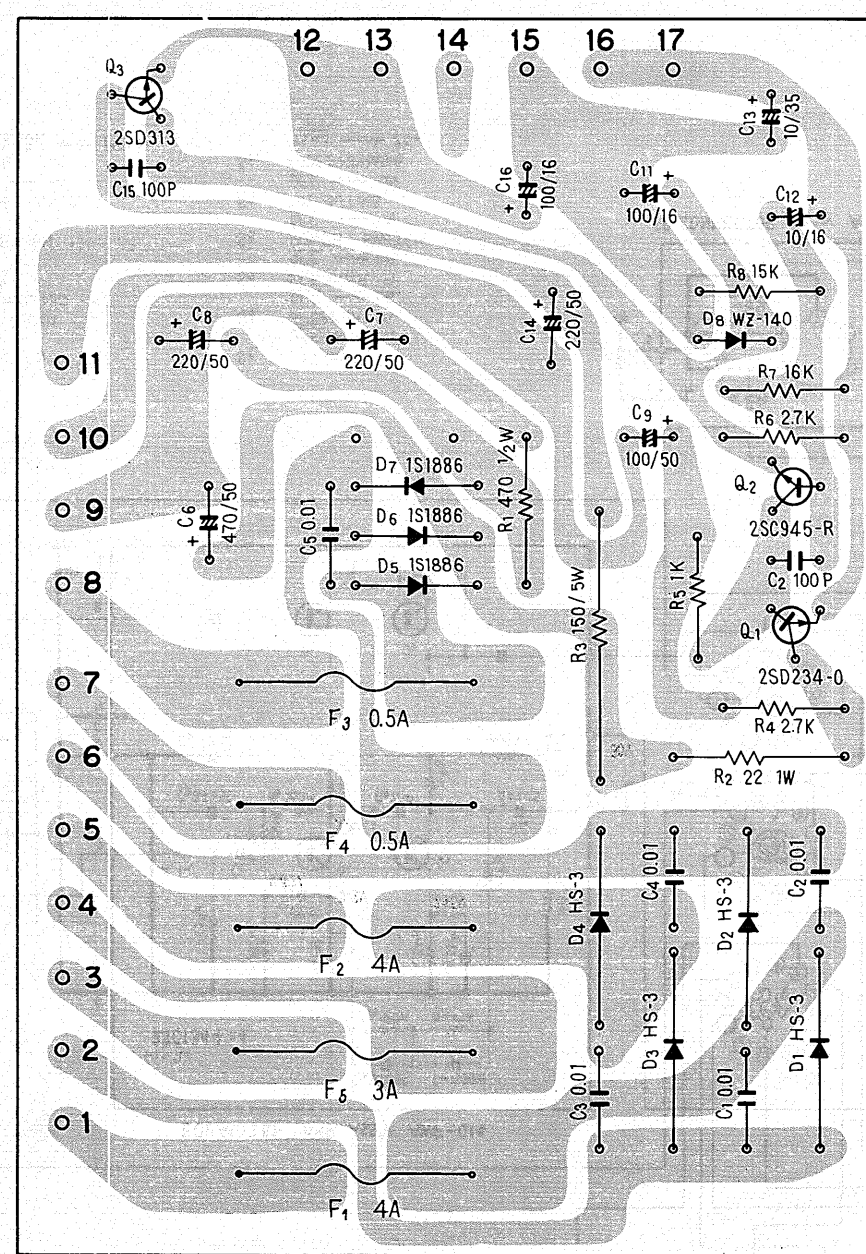 12 13 14 15 16 17
Q3
2SD313
C15 100P
C16 100/16 +
C11 +
100/16
C13 + 10/35
C12 +
10/16
R8 15K
D8 WZ-140
R7 16K
R6 2.7K
+ C8
220/50
+ C7
220/50
C14 + 220/50
11
10
9
8
7
6
5
4
3
2
1
C6 + 470/50
C5 0.01
D7 1S1886
D6 1S1886
D5 1S1886
R1 470 1/2W
C9 +
100/50
Q2
2SC945-R
C2 100P
R3 150/5W
R5 1K
Q1
2SD234-0
R4 2.7K
R2 22 1W
F3 0.5A
F4 0.5A
F2 4A
F5 3A
F1 4A
D4 HS-3
C4 0.01
D2 HS-3
C2 0.01
C3 0.01
D3 HS-3
C1 0.01
D1 HS-3